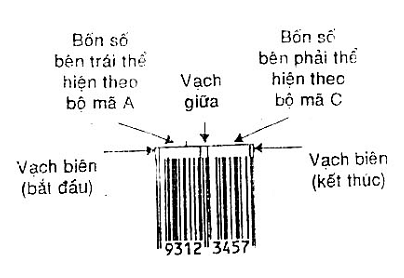 Bốn số
bên trái thể
hiện theo
bộ mã A
Vạch
giữa
Bốn số
bên phải thể
hiện theo
bộ mã C
Vạch biên
(bắt đầu)
Vạch biên
(kết thúc)
9312 3457